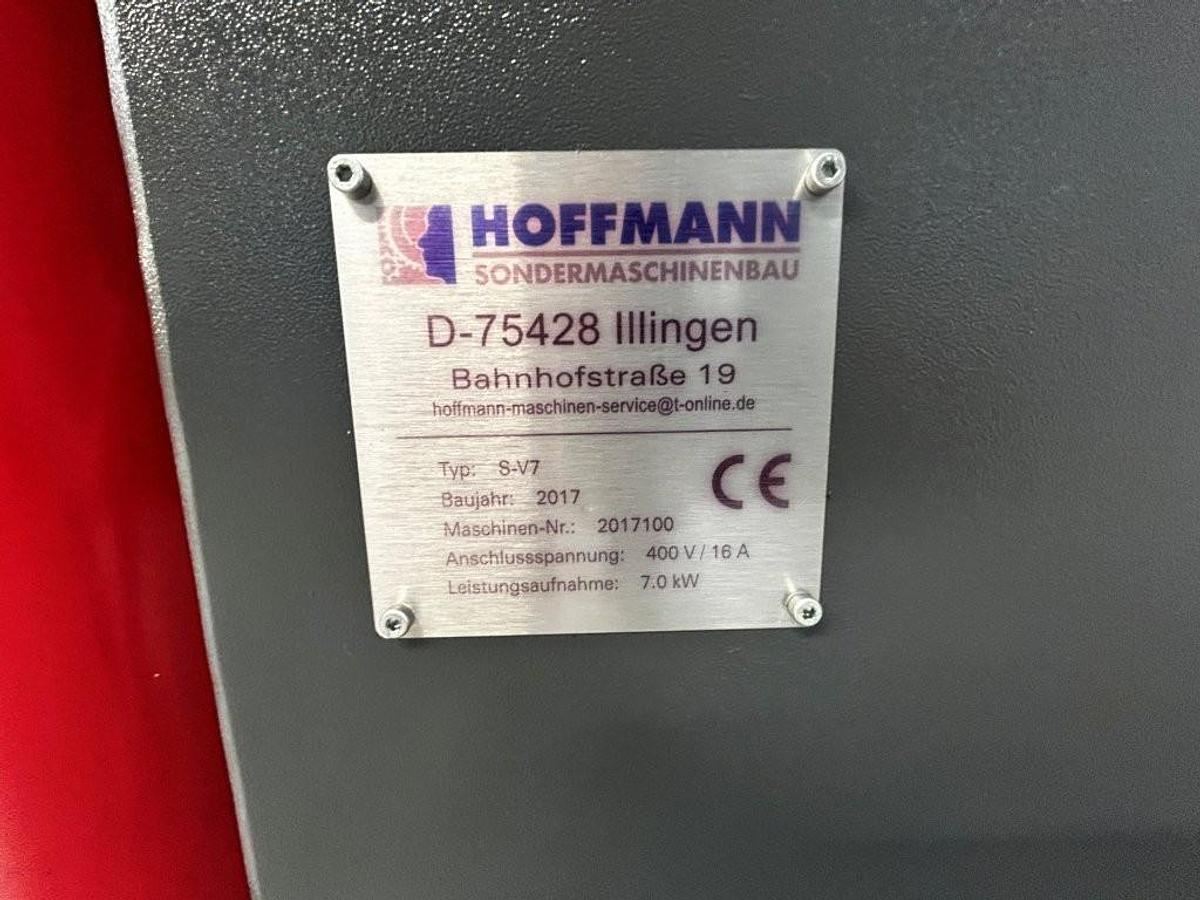 HOFFMANN
SONDERMASCHINENBAU
D-75428 Illingen
Bahnhofstraße 19
hoffmann-maschinen-service@t-online.de
Typ: S-V7
Baujahr: 2017
Maschinen-Nr.: 2017100
Anschlussspannung: 400 V / 16 A
Leistungsaufnahme: 7.0 kW
CE